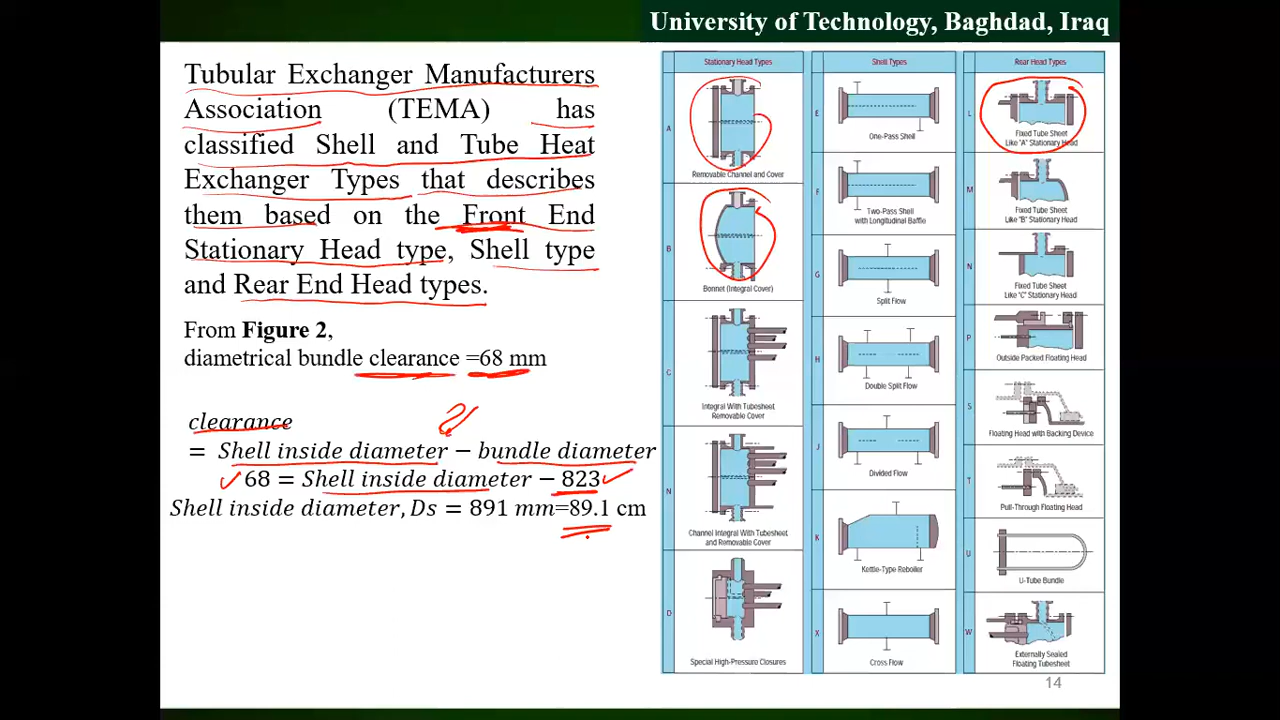 University of Technology, Baghdad, Iraq
Tubular Exchanger Manufacturers
Association (TEMA) has
classified Shell and Tube Heat
Exchanger Types that describes
them based on the Front End
Stationary Head type, Shell type
and Rear End Head types.
From Figure 2,
diametrical bundle clearance =68 mm
clearance
= Shell inside diameter − bundle diameter
68 = Shell inside diameter − 823
Shell inside diameter, Ds = 891 mm=89.1 cm
Stationary Head Types
A
Removable Channel and Cover
B
Bonnet (Integral Cover)
C
Integral With Tubesheet
Removable Cover
N
Channel Integral With Tubesheet
and Removable Cover
D
Special High-Pressure Closures
Shell Types
E
One-Pass Shell
F
Two-Pass Shell
with Longitudinal Baffle
G
Split Flow
H
Double Split Flow
J
Divided Flow
K
Kettle-Type Reboiler
X
Cross Flow
Rear Head Types
L
Fixed Tube Sheet
Like "A" Stationary Head
M
Fixed Tube Sheet
Like "B" Stationary Head
N
Fixed Tube Sheet
Like "C" Stationary Head
P
Outside Packed Floating Head
S
Floating Head with Backing Device
T
Pull-Through Floating Head
U
U-Tube Bundle
W
Externally Sealed
Floating Tubesheet
14